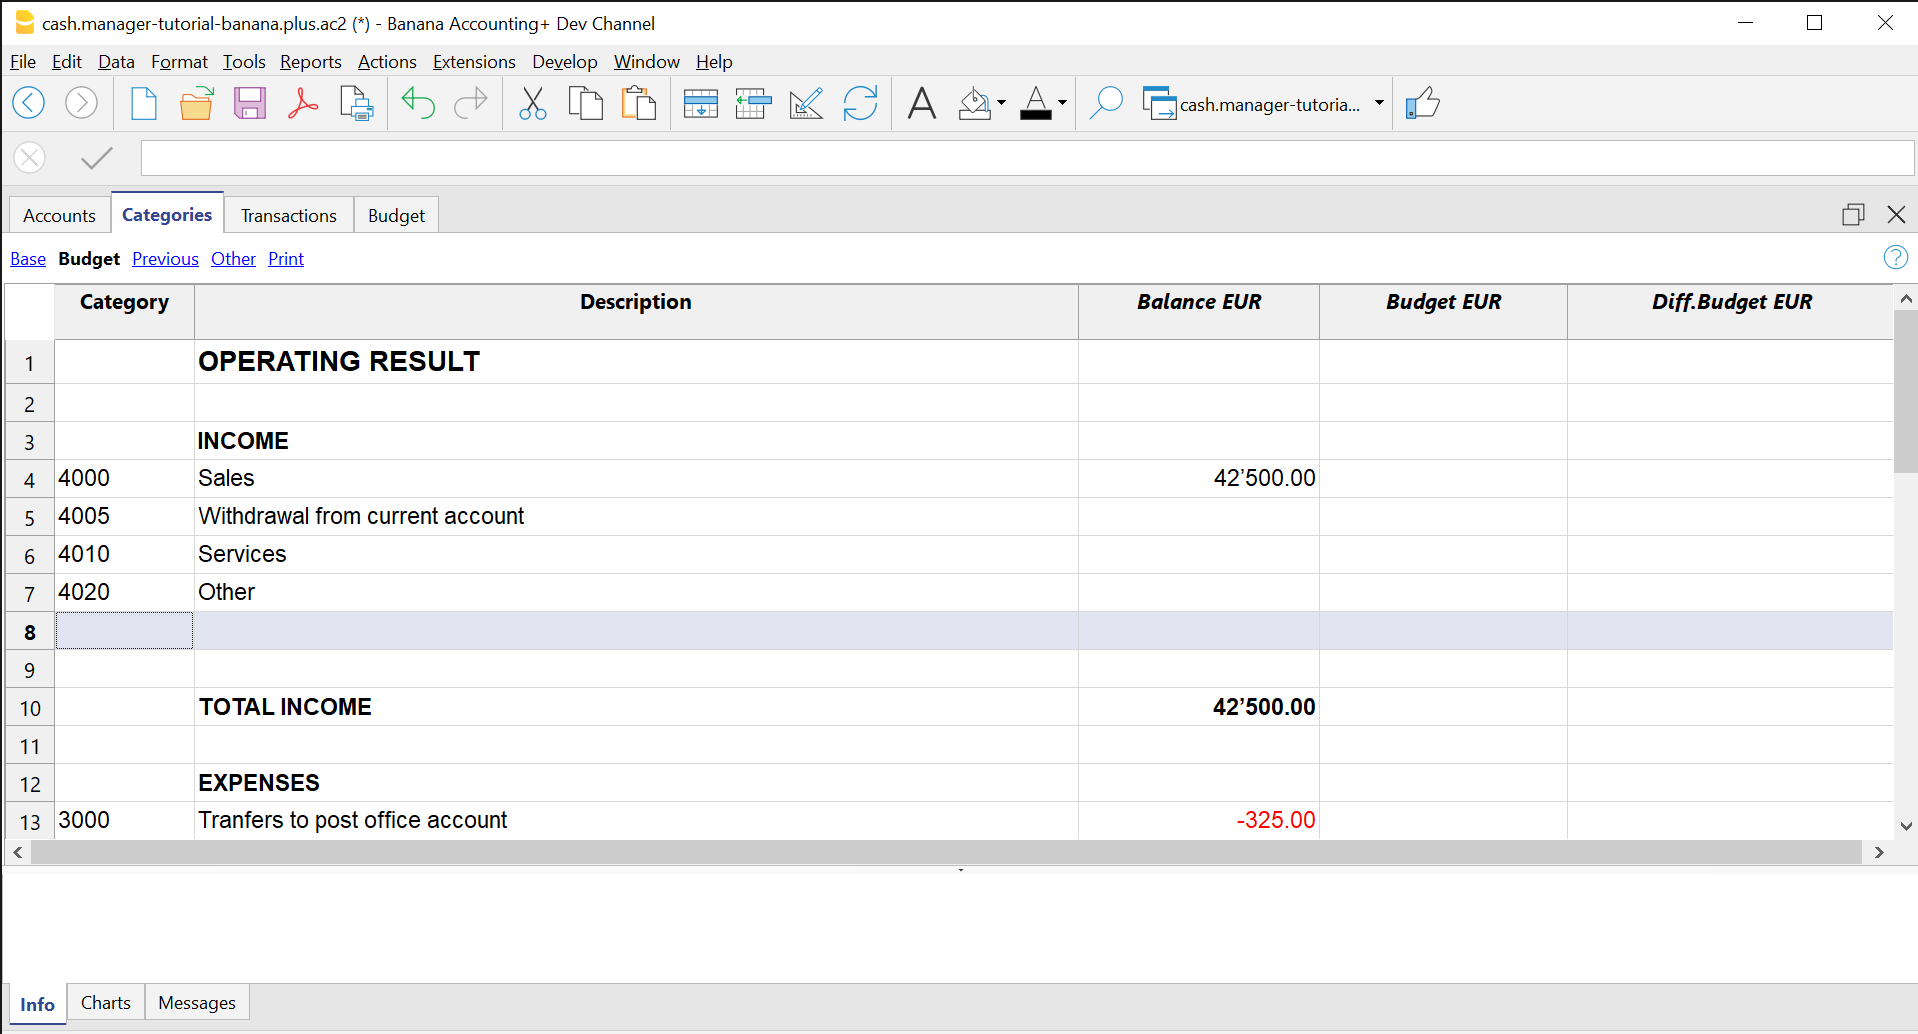 cash.manager-tutorial-banana.plus.ac2 (*) - Banana Accounting+ Dev Channel
File Edit Data Format Tools Reports Actions Extensions Develop Window Help
cash.manager-tutoria...
Accounts Categories Transactions Budget
Base Budget Previous Other Print
Category Description Balance EUR Budget EUR Diff.Budget EUR
1 OPERATING RESULT
2
3 INCOME
4 4000 Sales 42’500.00
5 4005 Withdrawal from current account
6 4010 Services
7 4020 Other
8
9
10 TOTAL INCOME 42’500.00
11
12 EXPENSES
13 3000 Tranfers to post office account -325.00
Info Charts Messages